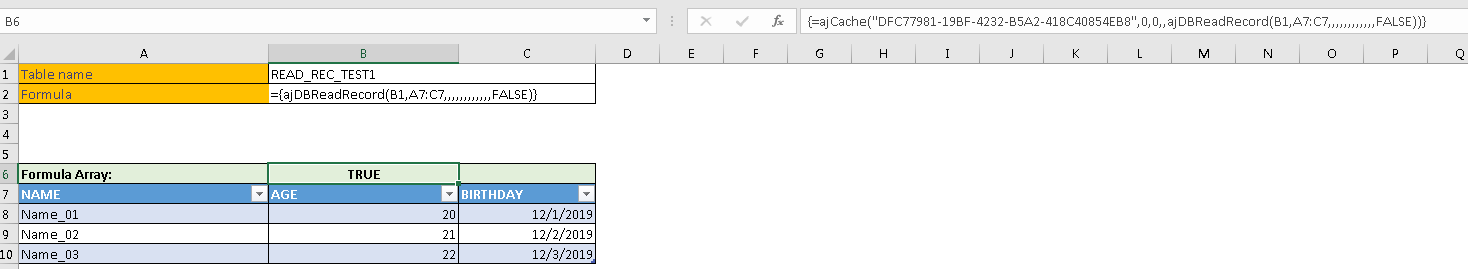 B6 fx {=ajCache("DFC77981-19BF-4232-B5A2-418C40854EB8",0,0,,ajDBReadRecord(B1,A7:C7,,,,,,,,,,,,FALSE))}
A B C D E F G H I J K L M N O P Q
1 Table name READ_REC_TEST1
2 Formula ={ajDBReadRecord(B1,A7:C7,,,,,,,,,,,,FALSE)}
3
4
5
6 Formula Array: TRUE
7 NAME AGE BIRTHDAY
8 Name_01 20 12/1/2019
9 Name_02 21 12/2/2019
10 Name_03 22 12/3/2019